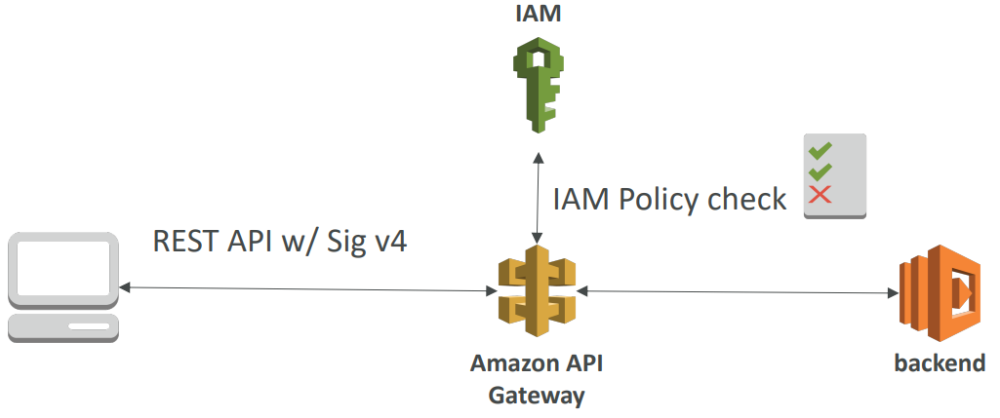 IAM
IAM Policy check
REST API w/ Sig v4
Amazon API
Gateway
backend